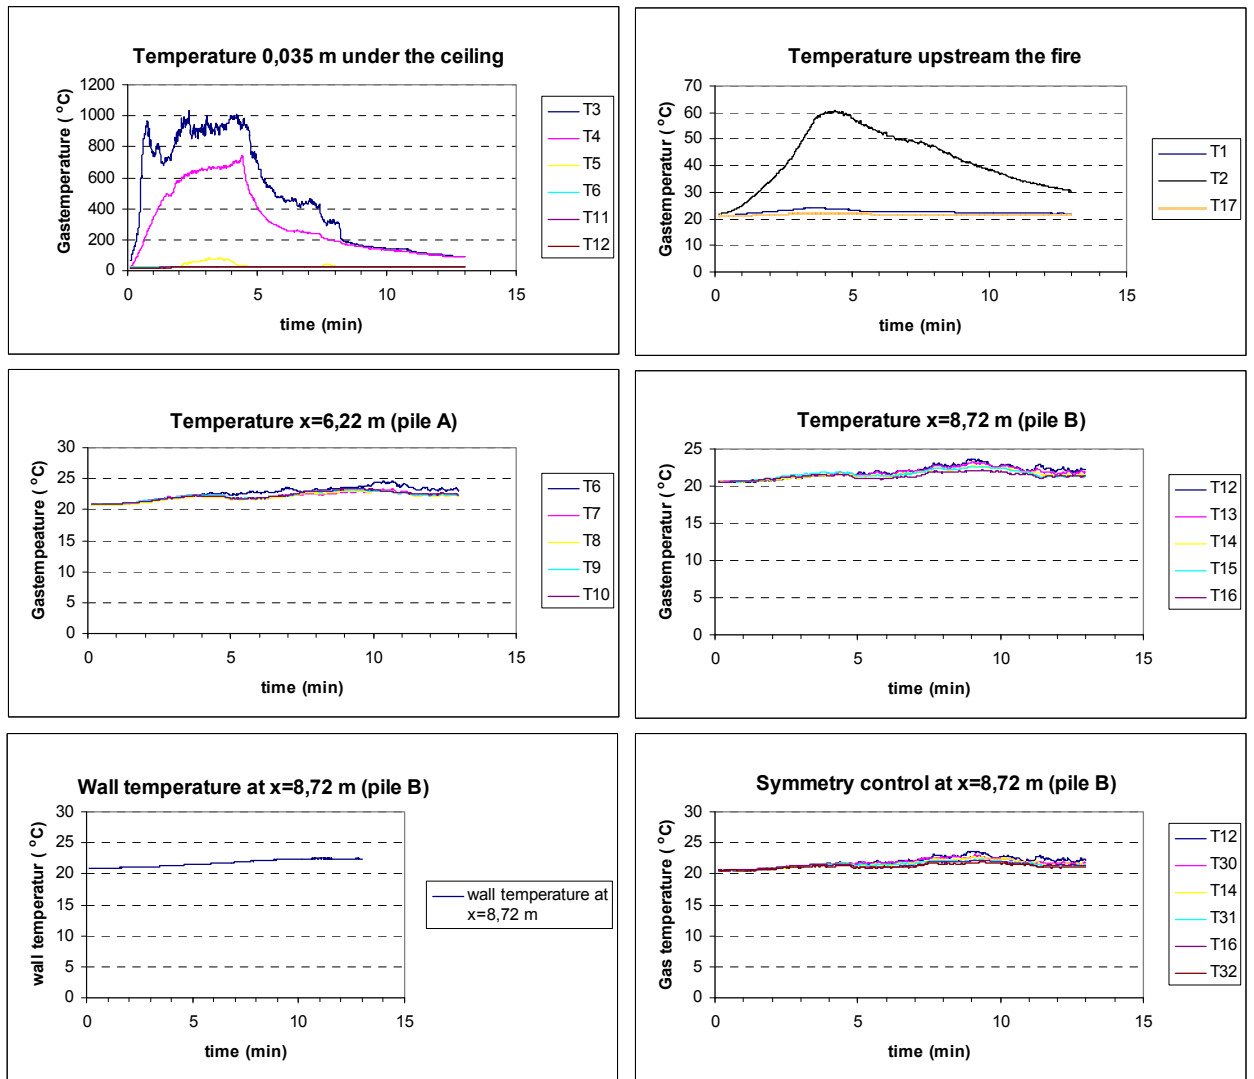 Temperature 0,035 m under the ceiling
Gastemperature ( °C)
1200
1000
800
600
400
200
0
0
5
10
15
time (min)
T3
T4
T5
T6
T11
T12
Temperature upstream the fire
Gastemperatur ( °C)
70
60
50
40
30
20
10
0
0
5
10
15
time (min)
T1
T2
T17
Temperature x=6,22 m (pile A)
Gastempeature ( °C)
30
25
20
15
10
5
0
0
5
10
15
time (min)
T6
T7
T8
T9
T10
Temperature x=8,72 m (pile B)
Gastemperatur ( °C)
25
20
15
10
5
0
0
5
10
15
time (min)
T12
T13
T14
T15
T16
Wall temperature at x=8,72 m (pile B)
wall temperatur ( °C)
30
25
20
15
10
5
0
0
5
10
15
time (min)
wall temperature at
x=8,72 m
Symmetry control at x=8,72 m (pile B)
Gas temperatur ( °C)
30
25
20
15
10
5
0
0
5
10
15
time (min)
T12
T30
T14
T31
T16
T32